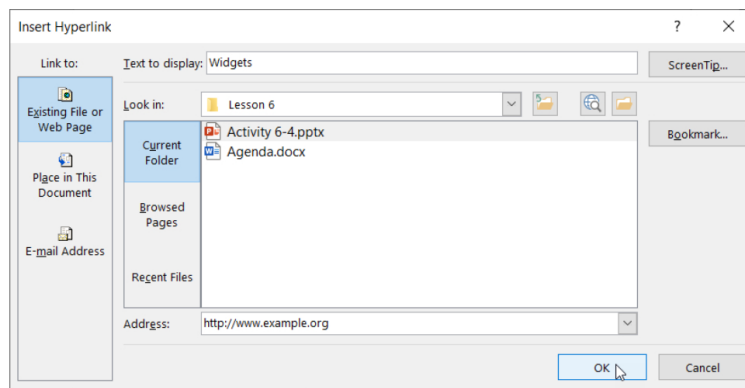 Insert Hyperlink
?
Link to:
Text to display: Widgets
ScreenTip...
Existing File or
Web Page
Look in: Lesson 6
Bookmark...
Current
Folder
Activity 6-4.pptx
Agenda.docx
Place in This
Document
Browsed
Pages
E-mail Address
Recent Files
Address: http://www.example.org
OK
Cancel